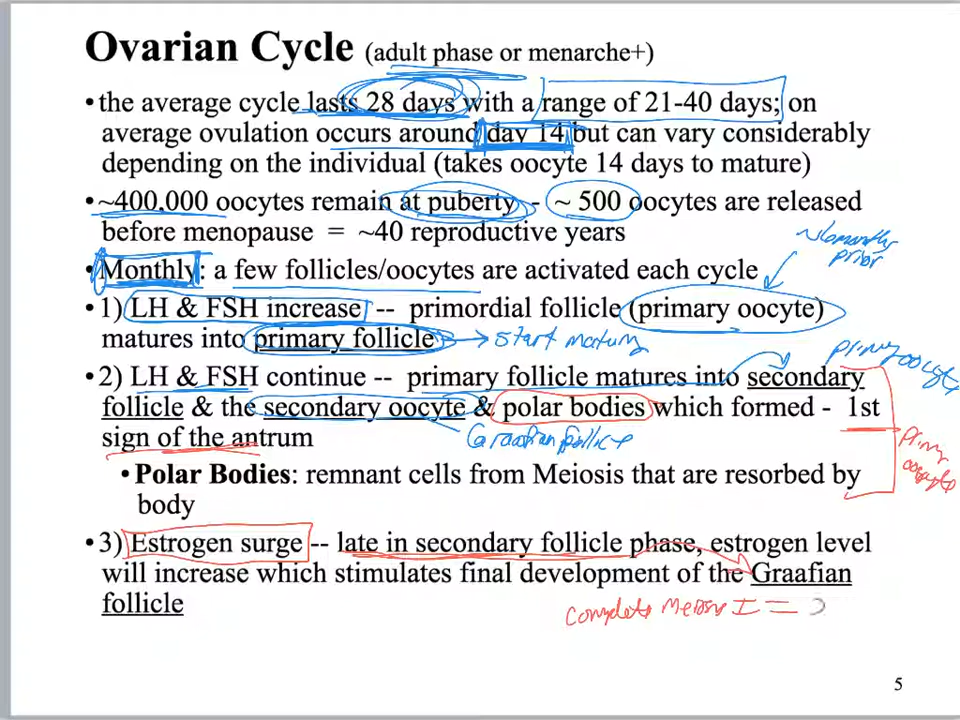 Ovarian Cycle (adult phase or menarche+)
• the average cycle lasts 28 days with a range of 21-40 days; on
average ovulation occurs around day 14 but can vary considerably
depending on the individual (takes oocyte 14 days to mature)
• ~400,000 oocytes remain at puberty - ~ 500 oocytes are released
before menopause = ~40 reproductive years
~6 months
prior
• Monthly: a few follicles/oocytes are activated each cycle
• 1) LH & FSH increase -- primordial follicle (primary oocyte)
matures into primary follicle → start maturing
primary oocyte
• 2) LH & FSH continue -- primary follicle matures into secondary
follicle & the secondary oocyte & polar bodies which formed - 1st
sign of the antrum
Graafian follicle
primary
oocyte
• Polar Bodies: remnant cells from Meiosis that are resorbed by
body
• 3) Estrogen surge -- late in secondary follicle phase, estrogen level
will increase which stimulates final development of the Graafian
follicle
Complete Meiosis I =
5